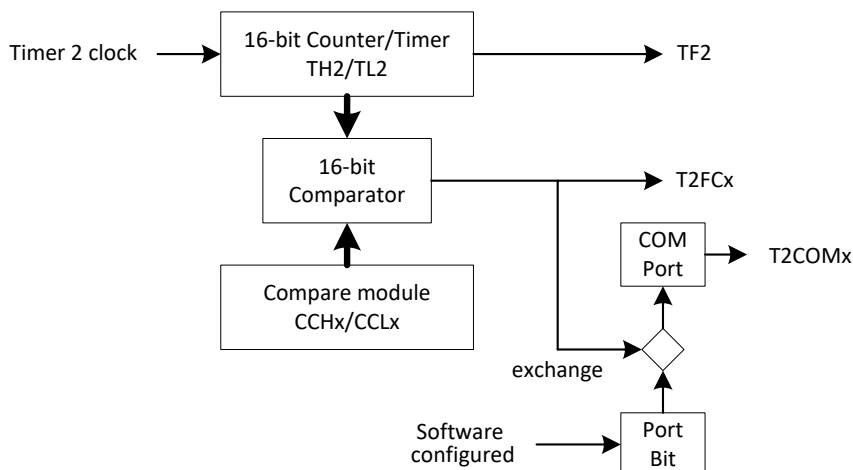 Timer 2 clock
16-bit Counter/Timer
TH2/TL2
TF2
16-bit
Comparator
T2FCx
COM
Port
T2COMx
Compare module
CCHx/CCLx
exchange
Software
configured
Port
Bit